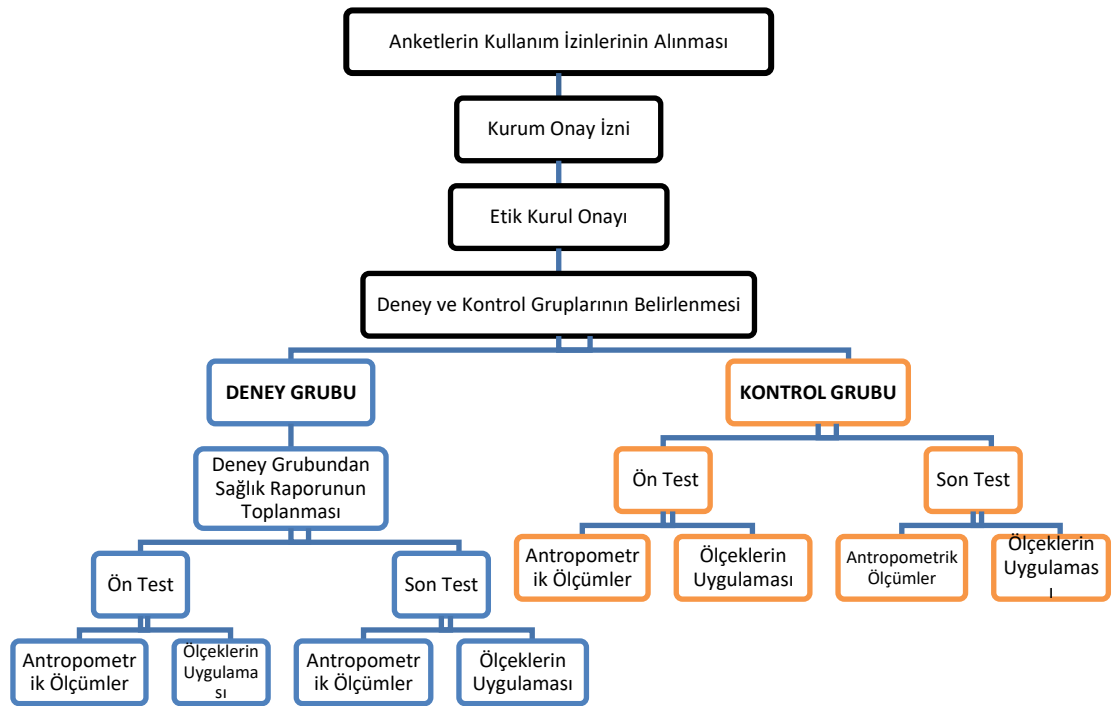 Anketlerin Kullanım İzinlerinin Alınması
Kurum Onay İzni
Etik Kurul Onayı
Deney ve Kontrol Gruplarının Belirlenmesi
DENEY GRUBU
KONTROL GRUBU
Deney Grubundan
Sağlık Raporunun
Toplanması
Ön Test
Son Test
Antropometr
ik Ölçümler
Ölçeklerin
Uygulaması
Antropometrik
Ölçümler
Ölçeklerin
Uygulamas
ı
Ön Test
Son Test
Antropometr
ik Ölçümler
Ölçeklerin
Uygulama
sı
Antropometr
ik Ölçümler
Ölçeklerin
Uygulaması